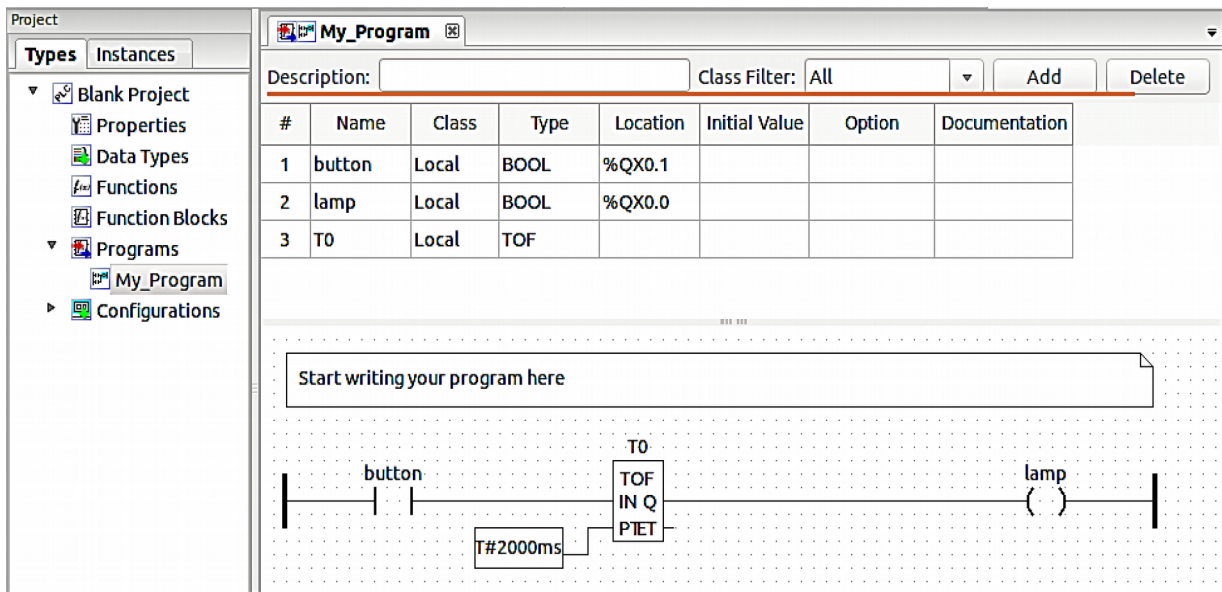 Project
Types Instances
Blank Project
Properties
Data Types
Functions
Function Blocks
Programs
My_Program
Configurations
My_Program
Description: Class Filter: All Add Delete
# Name Class Type Location Initial Value Option Documentation
1 button Local BOOL %QX0.1
2 lamp Local BOOL %QX0.0
3 T0 Local TOF
Start writing your program here
T0
button TOF lamp
IN Q
PT ET
T#2000ms